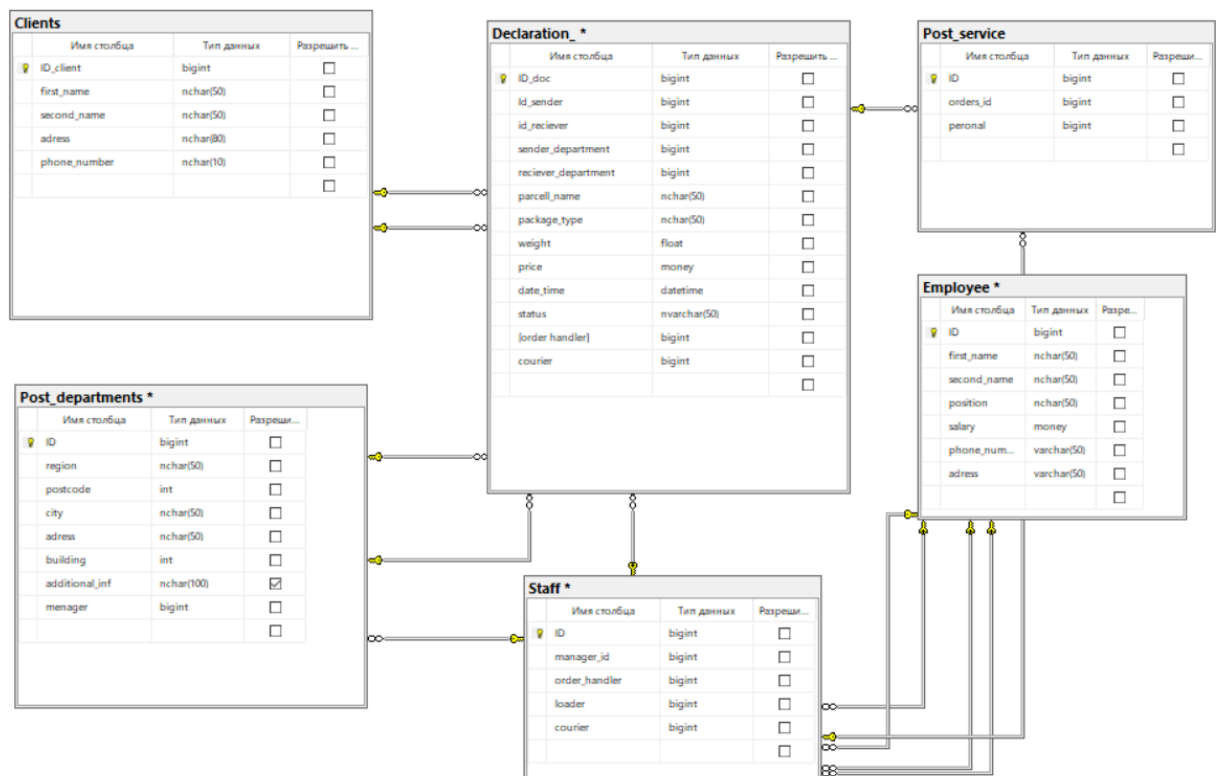 Clients
Имя столбца Тип данных Разрешить ...
ID_client bigint
first_name nchar(50)
second_name nchar(50)
adress nchar(80)
phone_number nchar(10)
Declaration_ *
Имя столбца Тип данных Разрешить ...
ID_doc bigint
Id_sender bigint
id_reciever bigint
sender_department bigint
reciever_department bigint
parcell_name nchar(50)
package_type nchar(50)
weight float
price money
date_time datetime
status nvarchar(50)
[order handler] bigint
courier bigint
Post_service
Имя столбца Тип данных Разреши...
ID bigint
orders_id bigint
peronal bigint
Employee *
Имя столбца Тип данных Разре...
ID bigint
first_name nchar(50)
second_name nchar(50)
position nchar(50)
salary money
phone_num... varchar(50)
adress varchar(50)
Post_departments *
Имя столбца Тип данных Разреши...
ID bigint
region nchar(50)
postcode int
city nchar(50)
adress nchar(50)
building int
additional_inf nchar(100)
menager bigint
Staff *
Имя столбца Тип данных Разреши...
ID bigint
manager_id bigint
order_handler bigint
loader bigint
courier bigint